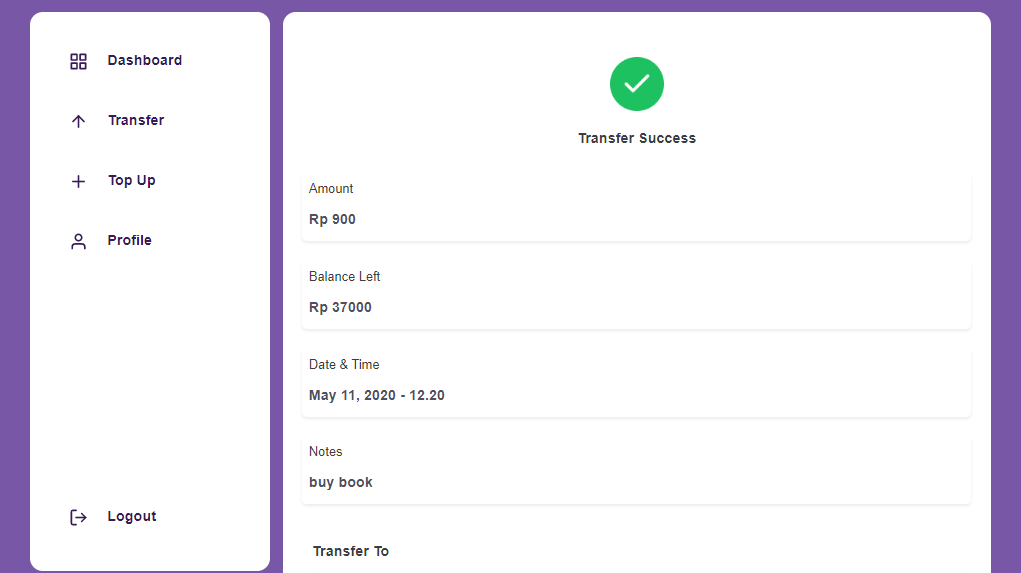 Dashboard
Transfer
Top Up
Profile
Logout
Transfer Success
Amount
Rp 900
Balance Left
Rp 37000
Date & Time
May 11, 2020 - 12.20
Notes
buy book
Transfer To